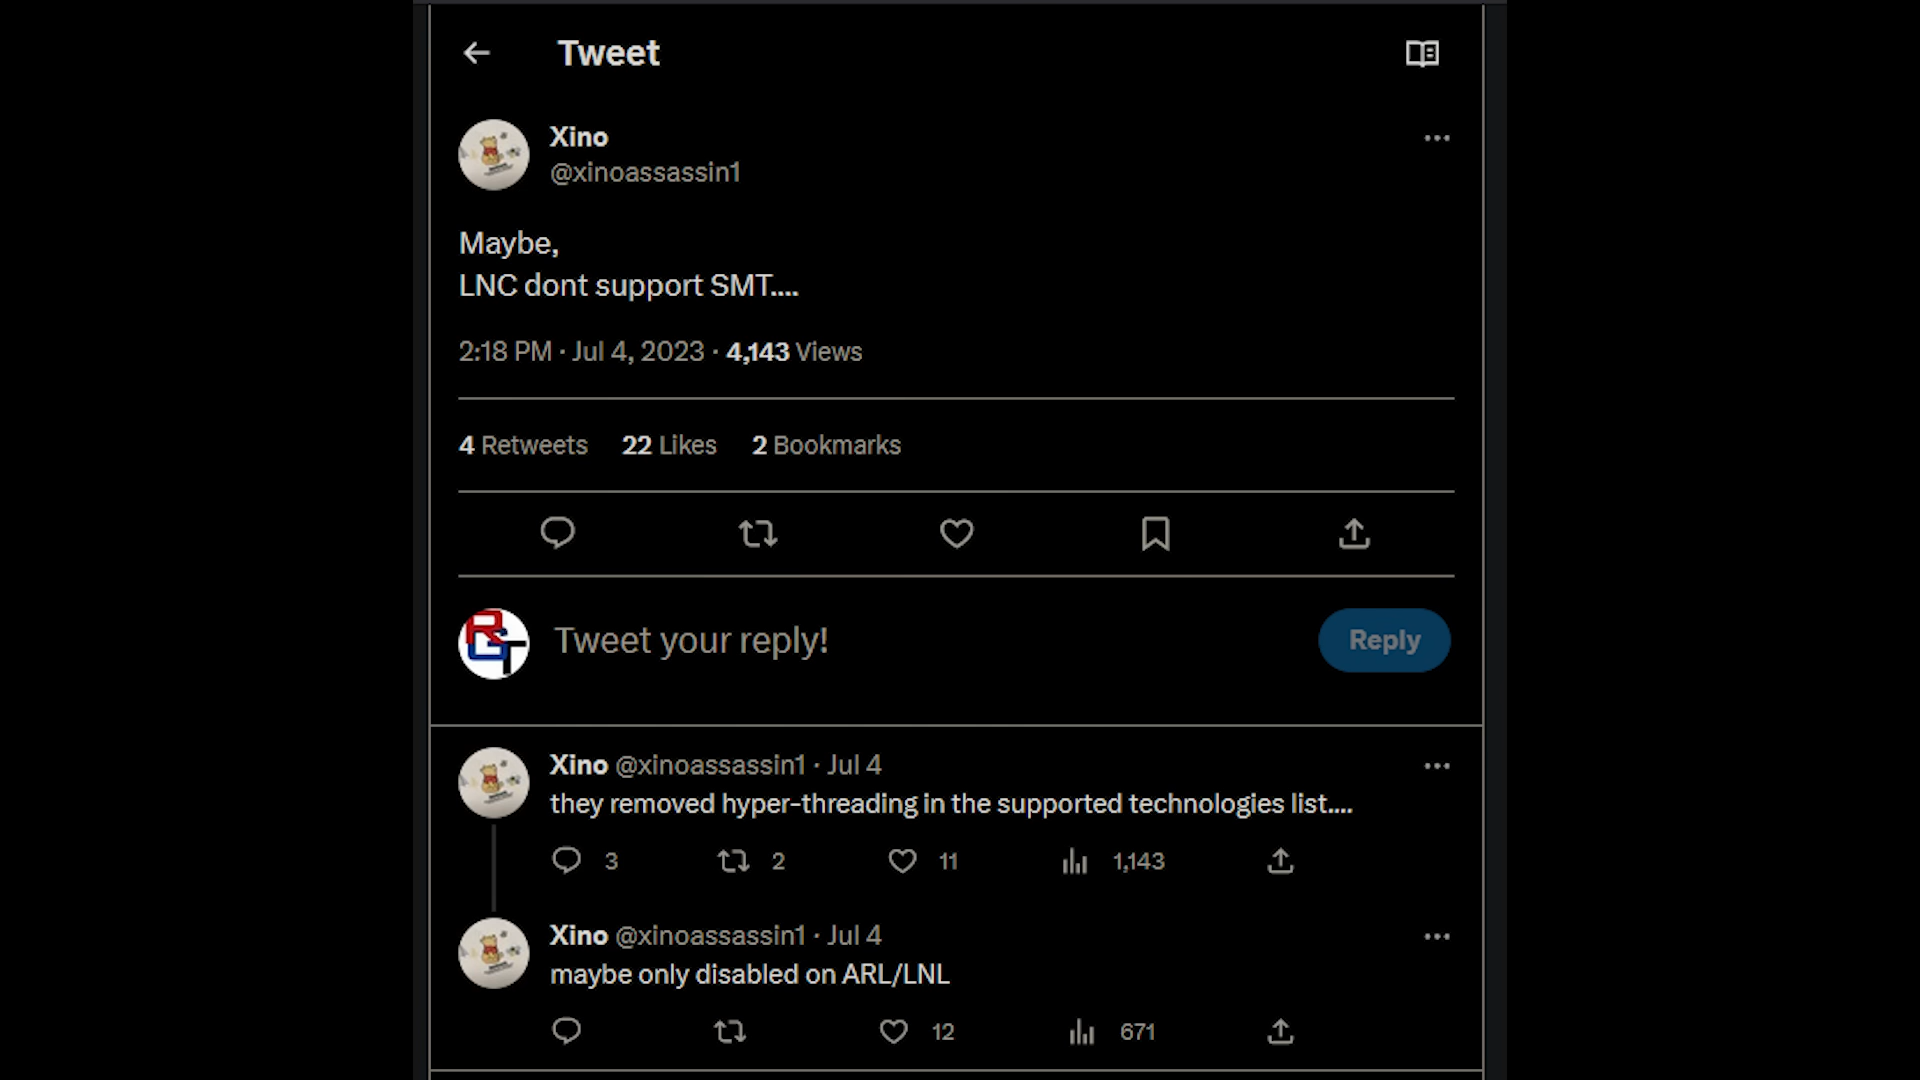 Tweet
Xino
@xinoassassin1
Maybe,
LNC dont support SMT....
2:18 PM · Jul 4, 2023 · 4,143 Views
4 Retweets 22 Likes 2 Bookmarks
RGT
Tweet your reply!
Reply
Xino @xinoassassin1 · Jul 4
they removed hyper-threading in the supported technologies list....
3 2 11 1,143
Xino @xinoassassin1 · Jul 4
maybe only disabled on ARL/LNL
12 671